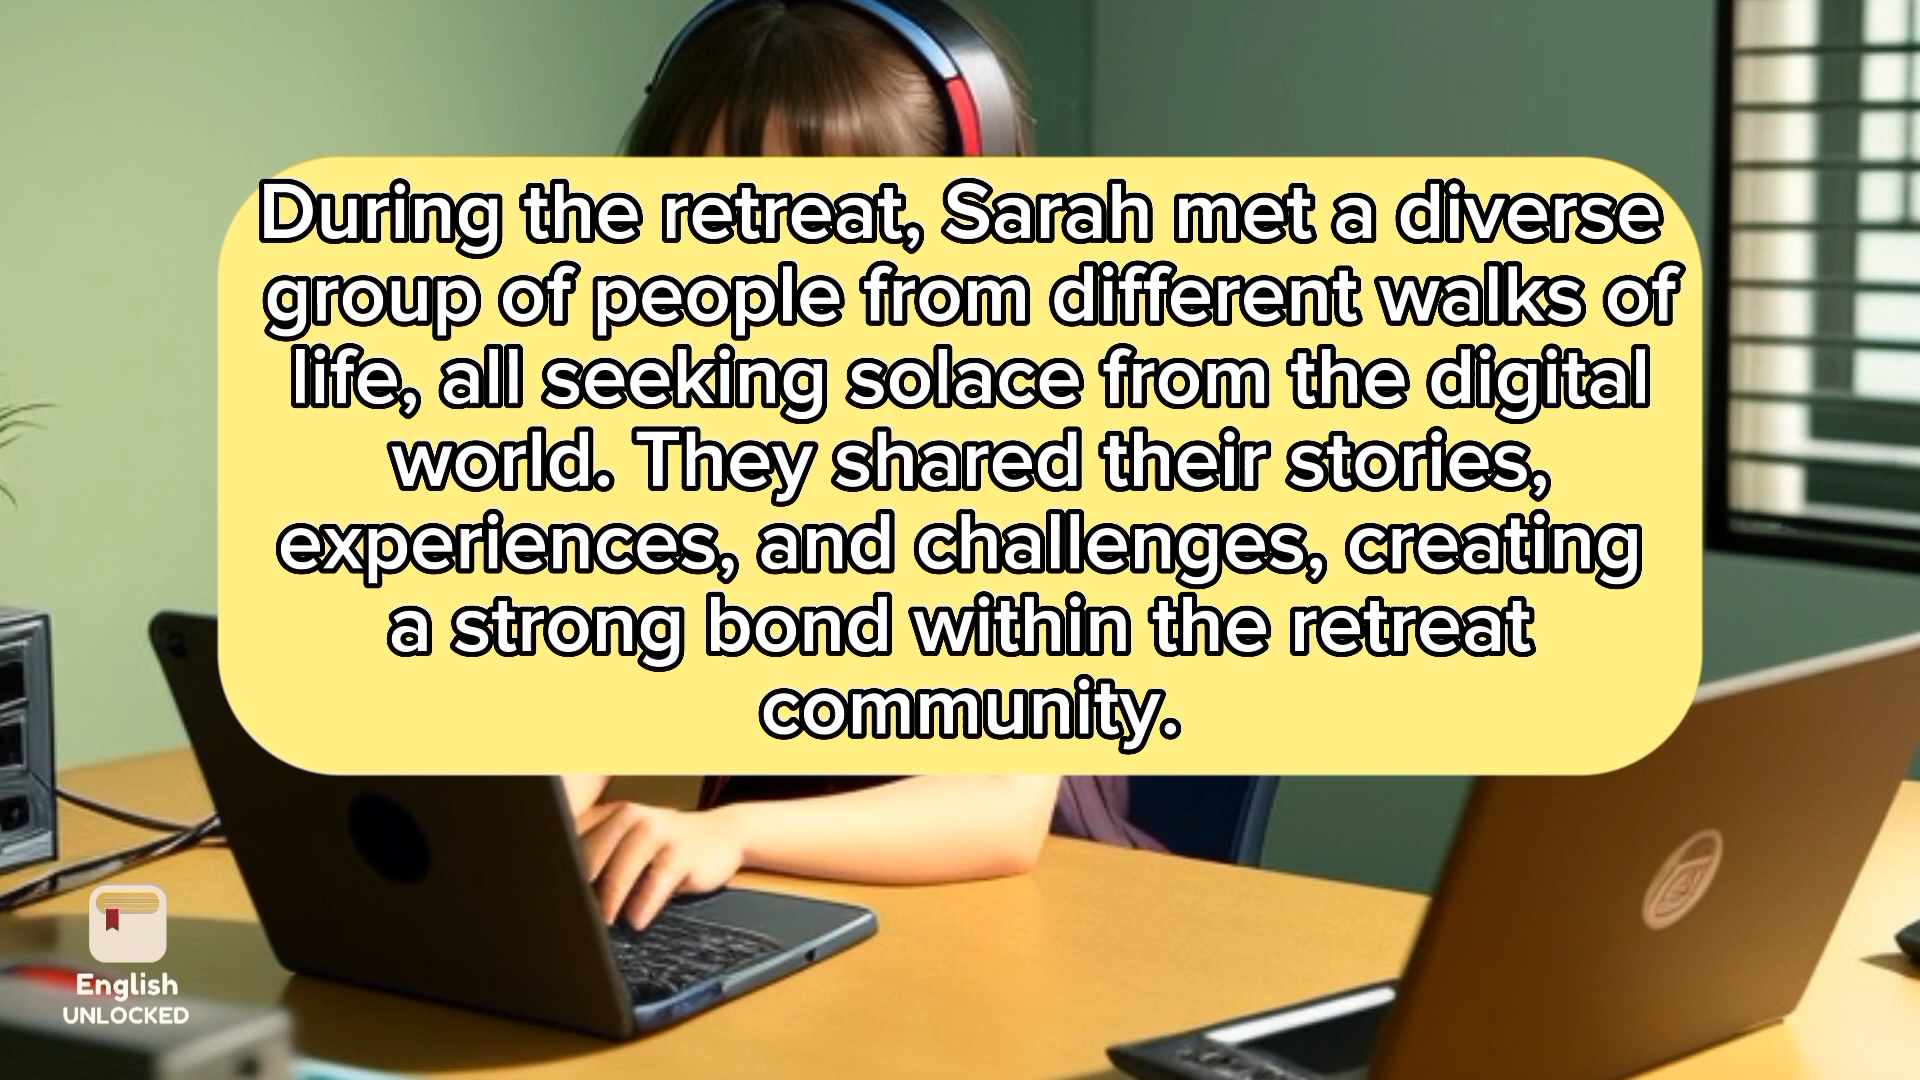 During the retreat, Sarah met a diverse
group of people from different walks of
life, all seeking solace from the digital
world. They shared their stories,
experiences, and challenges, creating
a strong bond within the retreat
community.
English
UNLOCKED